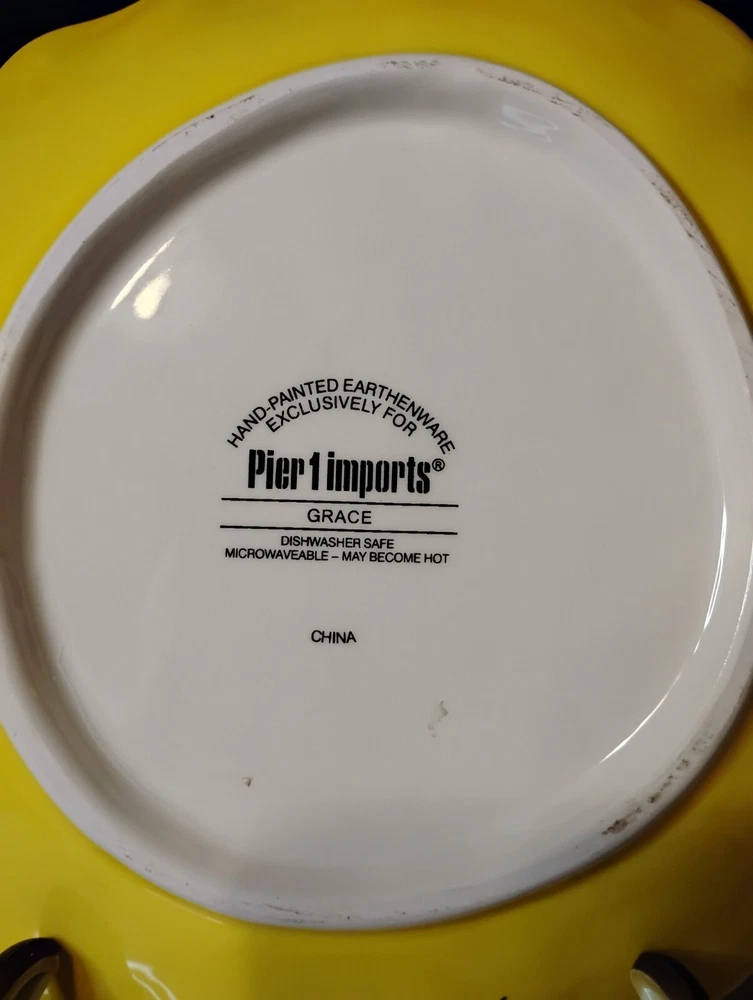 HAND-PAINTED EARTHENWARE
EXCLUSIVELY FOR
Pier 1 imports®
GRACE
DISHWASHER SAFE
MICROWAVEABLE – MAY BECOME HOT
CHINA